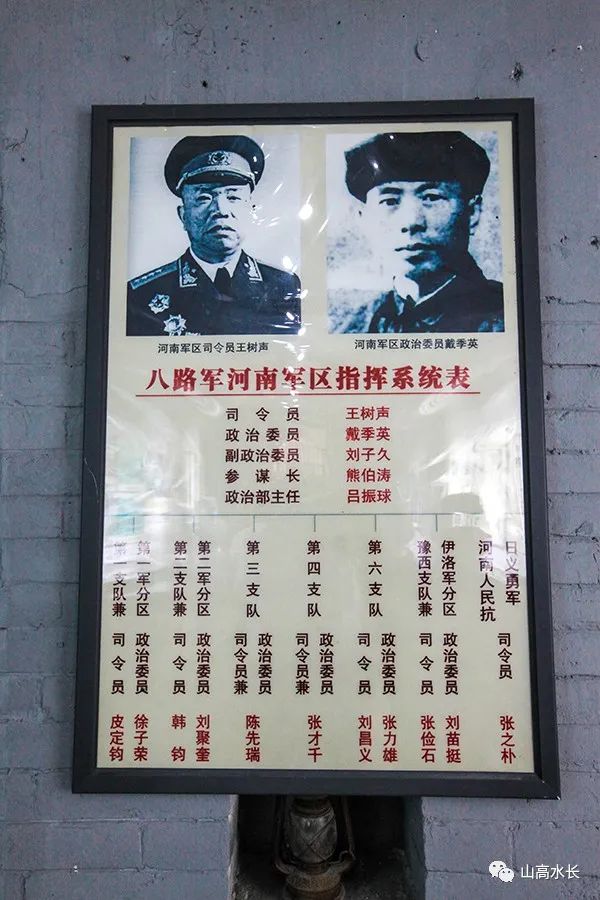 河南军区司令员王树声
河南军区政治委员戴季英
八路军河南军区指挥系统表
司令员 王树声
政治委员 戴季英
副政治委员 刘子久
参谋长 熊伯涛
政治部主任 吕振球
第一支队兼
第一军分区
司令员
政治委员
皮定钧
徐子荣
第二支队兼
第二军分区
司令员
政治委员
韩钧
刘聚奎
第三支队
司令员兼
政治委员
陈先瑞
第四支队
司令员兼
政治委员
张才千
第六支队
司令员
政治委员
刘昌义
张力雄
豫西支队兼
伊洛军分区
司令员
政治委员
张俭石
刘苗挺
河南人民抗
日义勇军
司令员
张之朴
山高水长